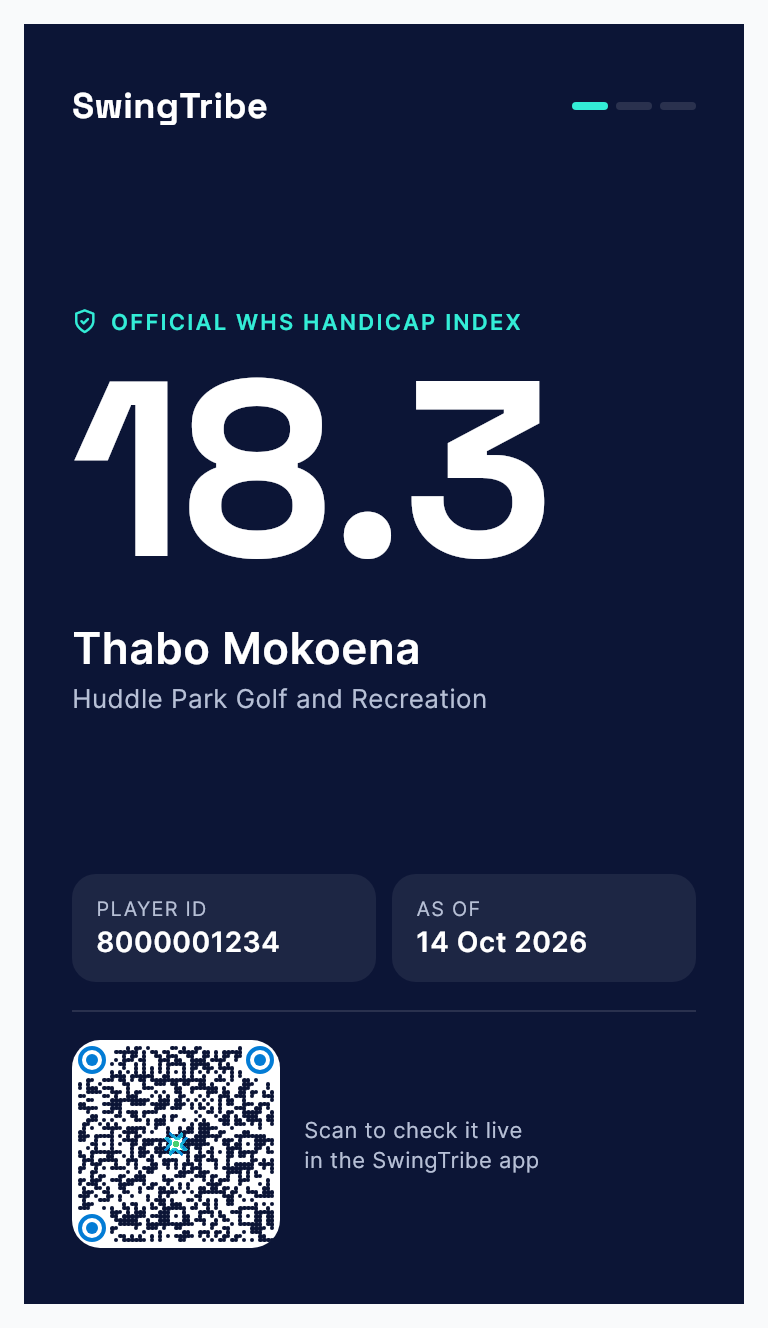 SwingTribe
OFFICIAL WHS HANDICAP INDEX
18.3
Thabo Mokoena
Huddle Park Golf and Recreation
PLAYER ID
8000001234
AS OF
14 Oct 2026
Scan to check it live
in the SwingTribe app